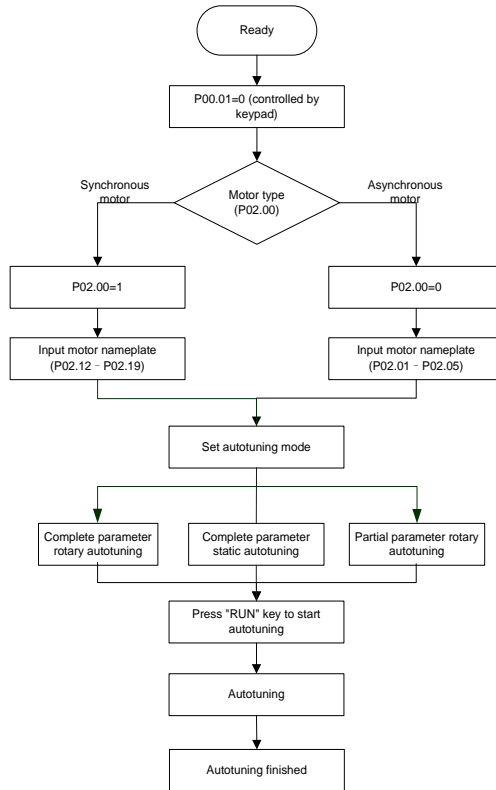 Ready
P00.01=0 (controlled by
keypad)
Synchronous
motor
Motor type
(P02.00)
Asynchronous
motor
P02.00=1
P02.00=0
Input motor nameplate
(P02.12－P02.19)
Input motor nameplate
(P02.01－P02.05)
Set autotuning mode
Complete parameter
rotary autotuning
Complete parameter
static autotuning
Partial parameter rotary
autotuning
Press "RUN" key to start
autotuning
Autotuning
Autotuning finished